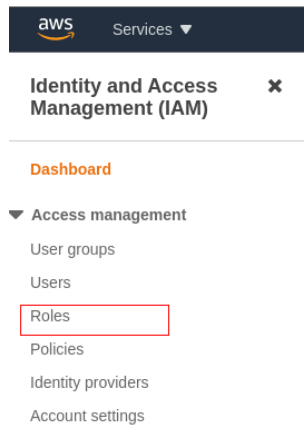 aws Services
Identity and Access
Management (IAM)
Dashboard
Access management
User groups
Users
Roles
Policies
Identity providers
Account settings